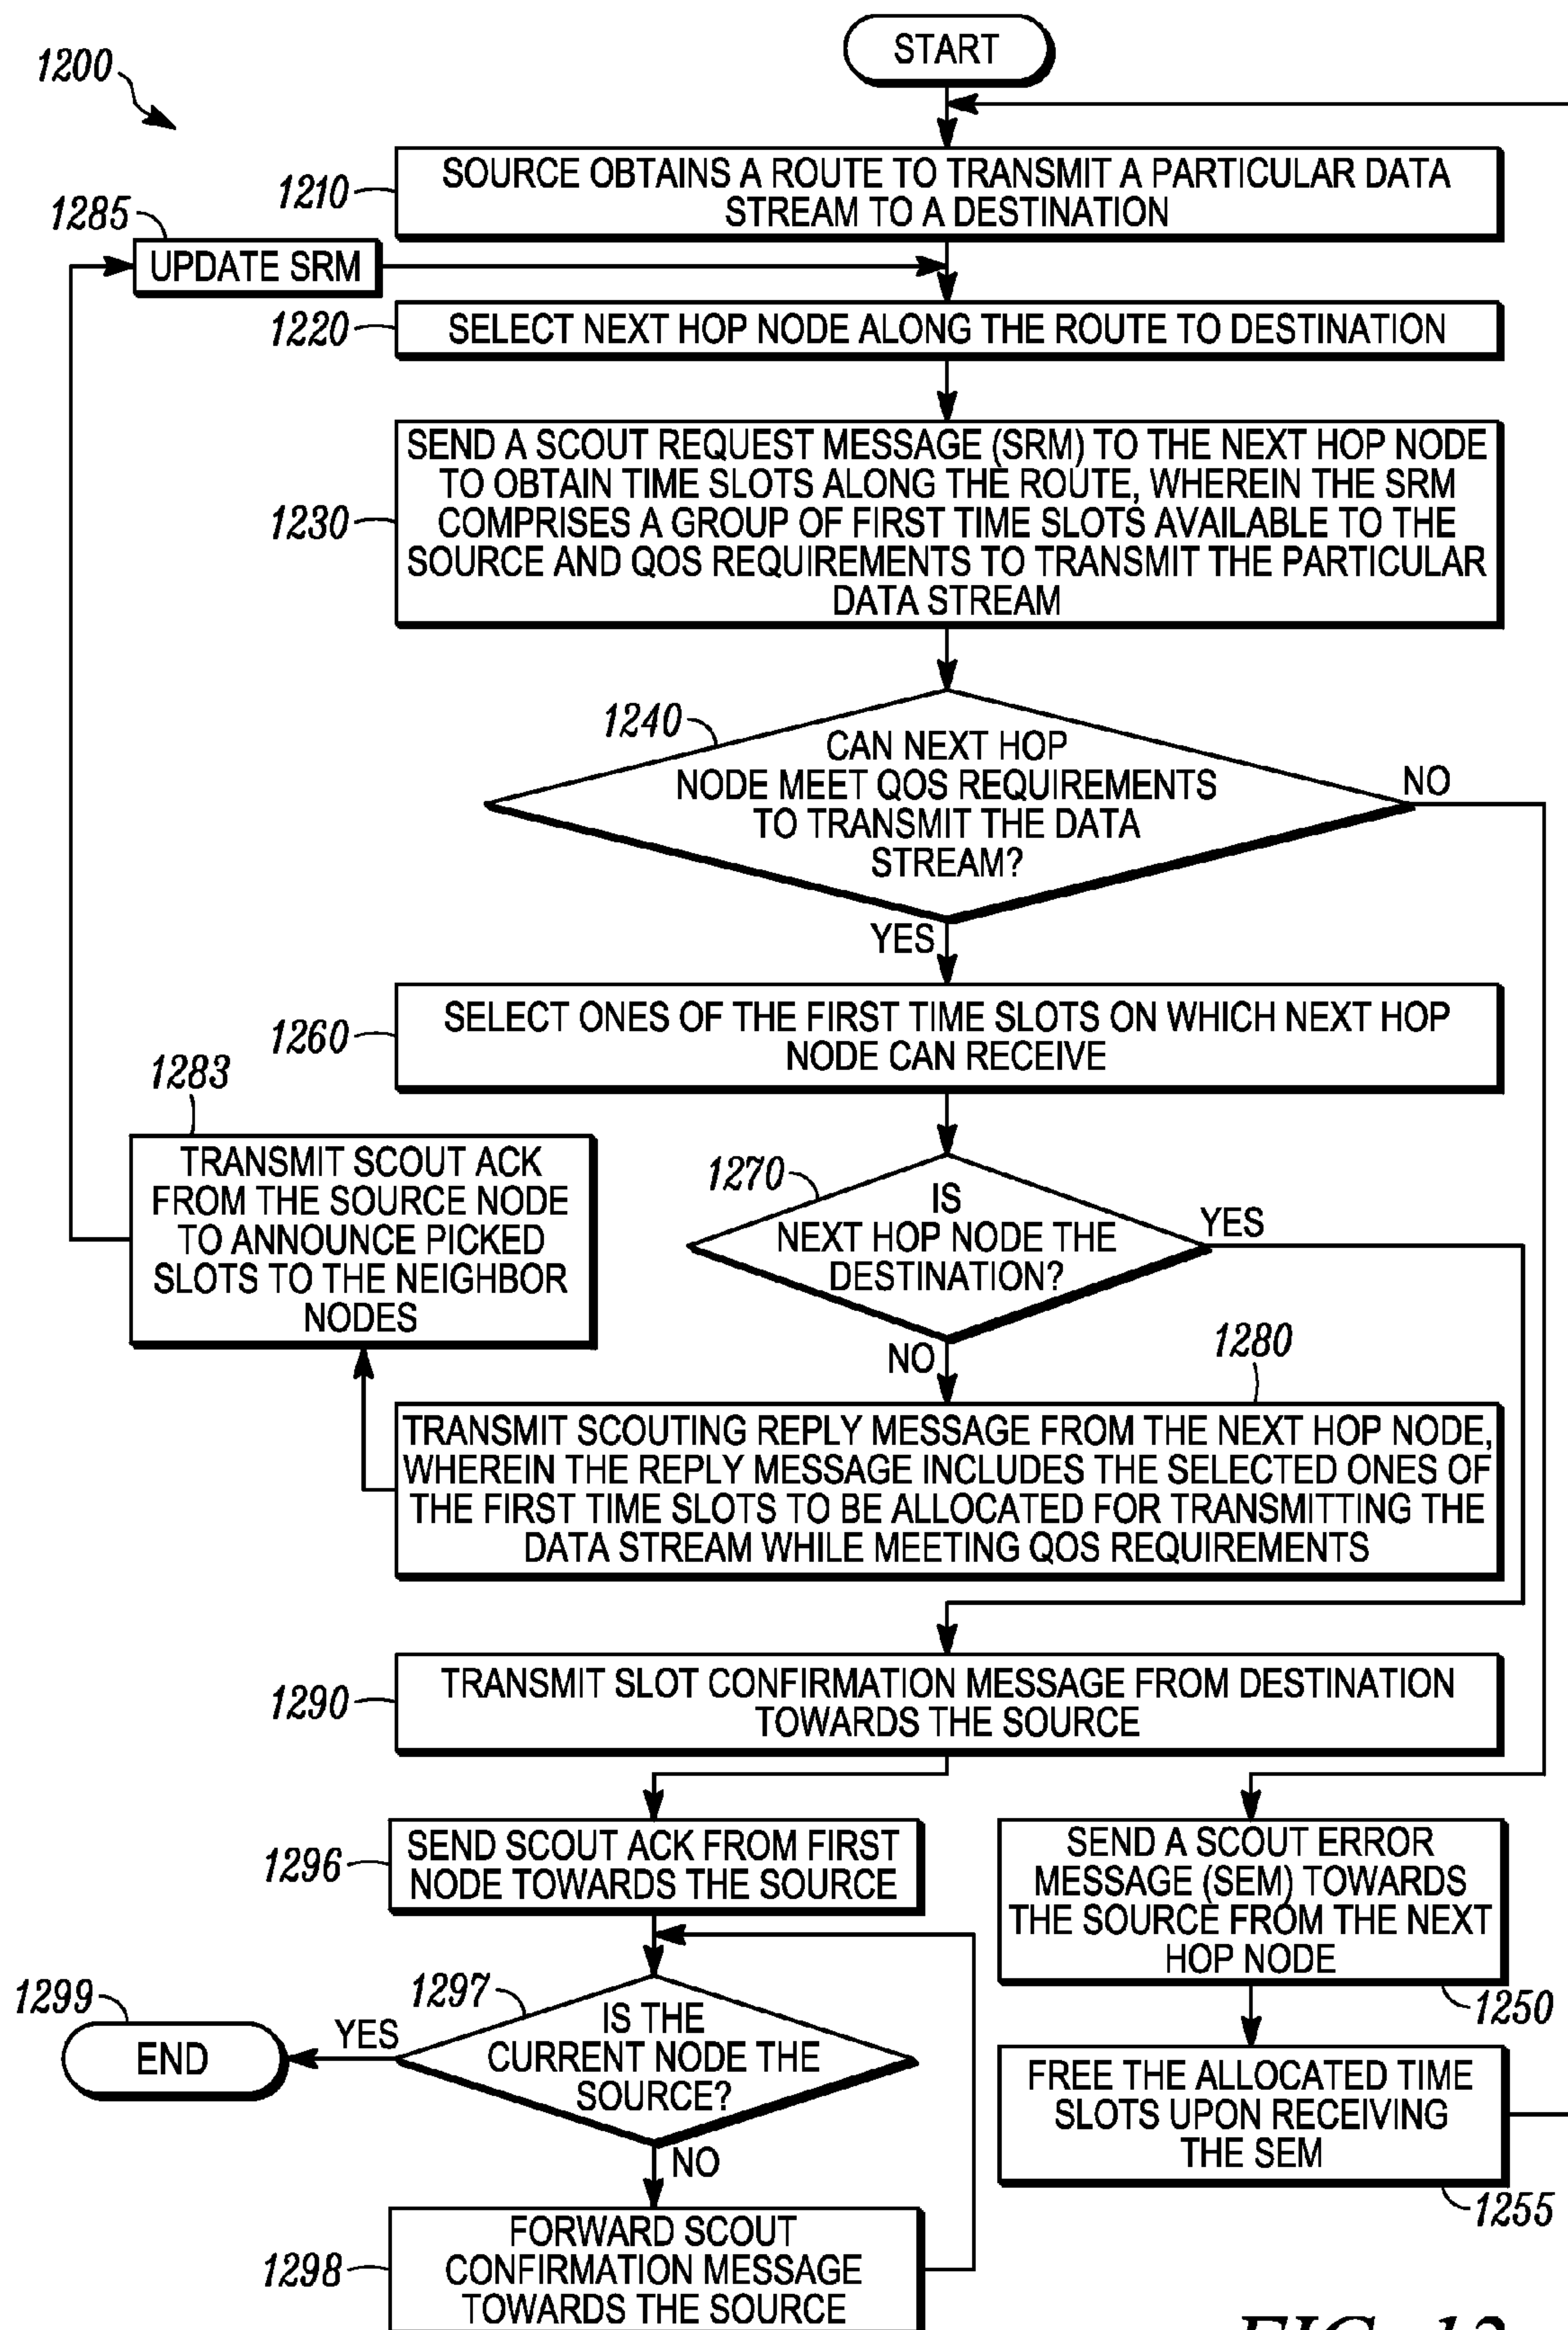 START
1200
1210
SOURCE OBTAINS A ROUTE TO TRANSMIT A PARTICULAR DATA
STREAM TO A DESTINATION
1285
UPDATE SRM
1220
SELECT NEXT HOP NODE ALONG THE ROUTE TO DESTINATION
1230
SEND A SCOUT REQUEST MESSAGE (SRM) TO THE NEXT HOP NODE
TO OBTAIN TIME SLOTS ALONG THE ROUTE, WHEREIN THE SRM
COMPRISES A GROUP OF FIRST TIME SLOTS AVAILABLE TO THE
SOURCE AND QOS REQUIREMENTS TO TRANSMIT THE PARTICULAR
DATA STREAM
1240
CAN NEXT HOP
NODE MEET QOS REQUIREMENTS
TO TRANSMIT THE DATA
STREAM?
NO
YES
1260
SELECT ONES OF THE FIRST TIME SLOTS ON WHICH NEXT HOP
NODE CAN RECEIVE
1283
TRANSMIT SCOUT ACK
FROM THE SOURCE NODE
TO ANNOUNCE PICKED
SLOTS TO THE NEIGHBOR
NODES
1270
IS
NEXT HOP NODE THE
DESTINATION?
YES
NO
1280
TRANSMIT SCOUTING REPLY MESSAGE FROM THE NEXT HOP NODE,
WHEREIN THE REPLY MESSAGE INCLUDES THE SELECTED ONES OF
THE FIRST TIME SLOTS TO BE ALLOCATED FOR TRANSMITTING THE
DATA STREAM WHILE MEETING QOS REQUIREMENTS
1290
TRANSMIT SLOT CONFIRMATION MESSAGE FROM DESTINATION
TOWARDS THE SOURCE
1296
SEND SCOUT ACK FROM FIRST
NODE TOWARDS THE SOURCE
SEND A SCOUT ERROR
MESSAGE (SEM) TOWARDS
THE SOURCE FROM THE NEXT
HOP NODE
1250
1299
END
YES
1297
IS THE
CURRENT NODE THE
SOURCE?
NO
FREE THE ALLOCATED TIME
SLOTS UPON RECEIVING
THE SEM
1255
1298
FORWARD SCOUT
CONFIRMATION MESSAGE
TOWARDS THE SOURCE